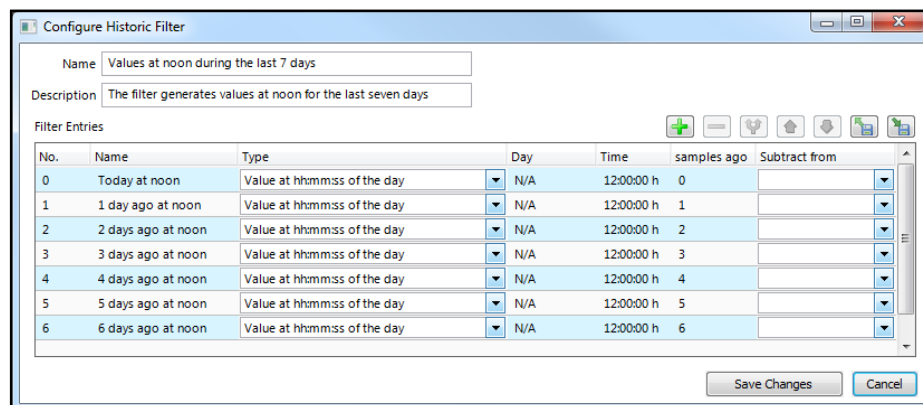 Configure Historic Filter
Name Values at noon during the last 7 days
Description The filter generates values at noon for the last seven days
Filter Entries
No. Name Type Day Time samples ago Subtract from
0 Today at noon Value at hh:mm:ss of the day N/A 12:00:00 h 0
1 1 day ago at noon Value at hh:mm:ss of the day N/A 12:00:00 h 1
2 2 days ago at noon Value at hh:mm:ss of the day N/A 12:00:00 h 2
3 3 days ago at noon Value at hh:mm:ss of the day N/A 12:00:00 h 3
4 4 days ago at noon Value at hh:mm:ss of the day N/A 12:00:00 h 4
5 5 days ago at noon Value at hh:mm:ss of the day N/A 12:00:00 h 5
6 6 days ago at noon Value at hh:mm:ss of the day N/A 12:00:00 h 6
Save Changes Cancel